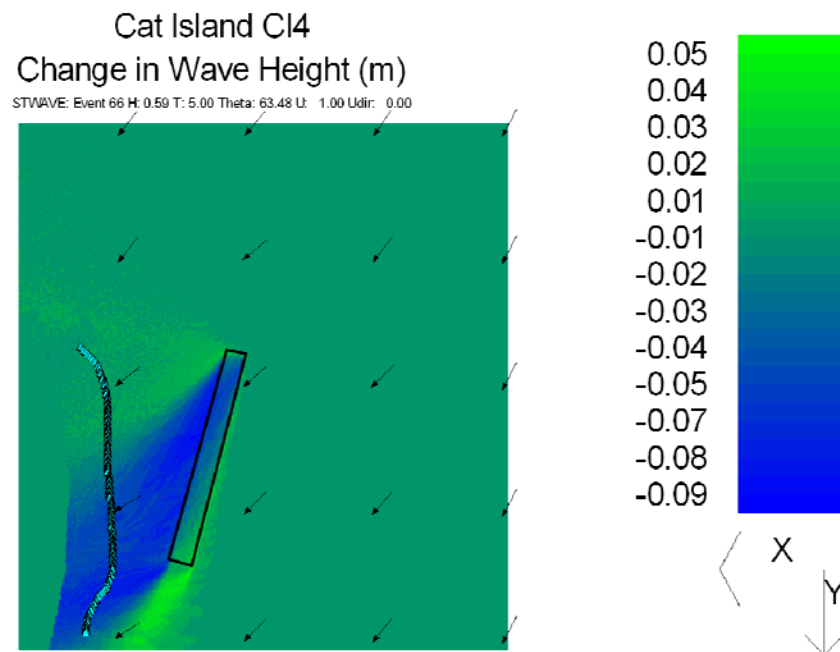 Cat Island CI4
Change in Wave Height (m)
STWAVE: Event 66 H: 0.59 T: 5.00 Theta: 63.48 U: 1.00 Udir: 0.00
0.05
0.04
0.03
0.02
0.01
-0.01
-0.02
-0.03
-0.04
-0.05
-0.07
-0.08
-0.09
X
Y